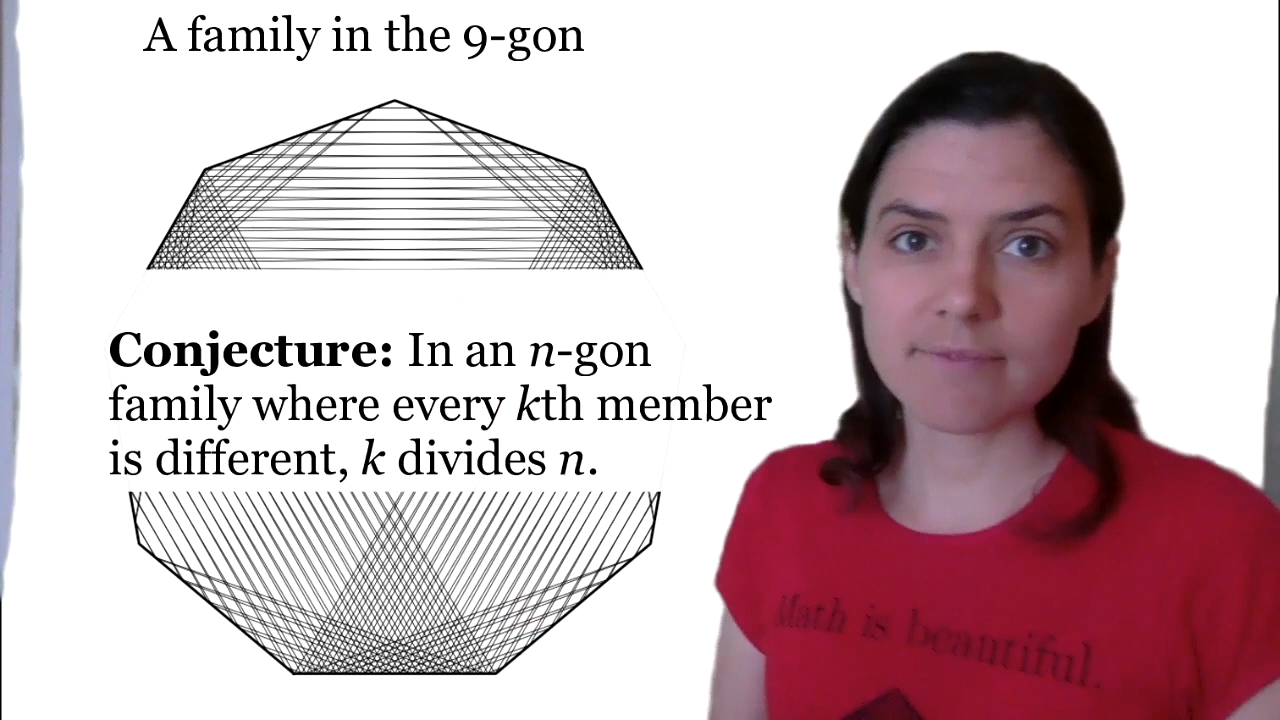 A family in the 9-gon
Conjecture: In an n-gon
family where every kth member
is different, k divides n.
Math is beautiful.